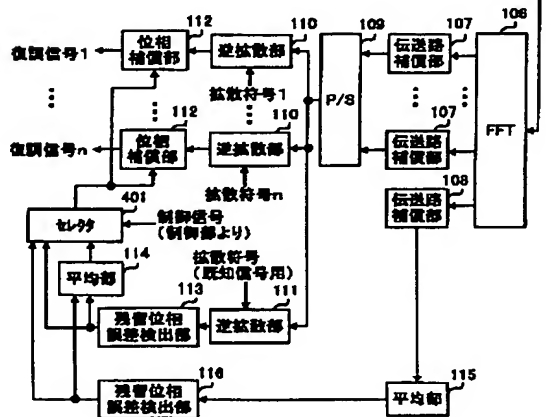 112
110
109
107
106
復調信号1
位相
補償部
逆拡散部
P/S
伝送路
補償部
FFT
拡散符号1
112
110
107
復調信号n
位相
補償部
逆拡散部
伝送路
補償部
拡散符号n
108
伝送路
補償部
401
セレクタ
制御信号
(制御部より)
114
平均部
拡散符号
(既知信号用)
113
111
残留位相
誤差検出部
逆拡散部
116
残留位相
誤差検出部
115
平均部